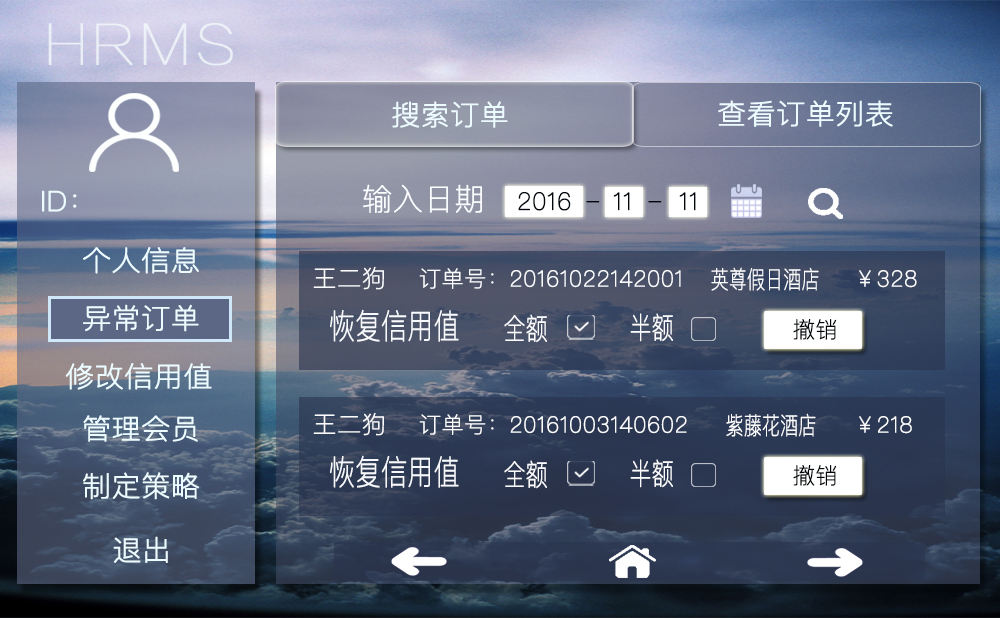 HRMS
ID：
个人信息
异常订单
修改信用值
管理会员
制定策略
退出
搜索订单 查看订单列表
输入日期 2016 - 11 - 11
王二狗 订单号：20161022142001 英尊假日酒店 ￥328
恢复信用值 全额 半额 撤销
王二狗 订单号：20161003140602 紫藤花酒店 ￥218
恢复信用值 全额 半额 撤销